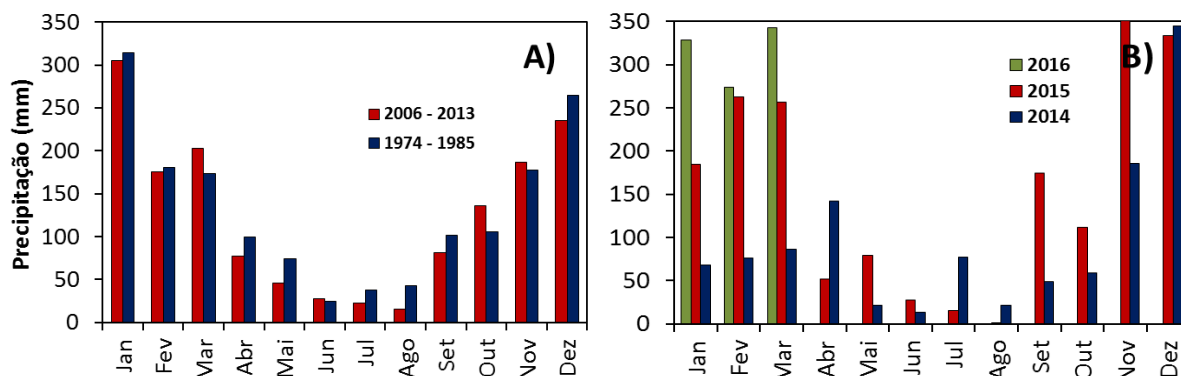 Precipitação (mm)
350
300
250
200
150
100
50
0
A)
2006 - 2013
1974 - 1985
Jan
Fev
Mar
Abr
Mai
Jun
Jul
Ago
Set
Out
Nov
Dez
350
300
250
200
150
100
50
0
B)
2016
2015
2014
Jan
Fev
Mar
Abr
Mai
Jun
Jul
Ago
Set
Out
Nov
Dez